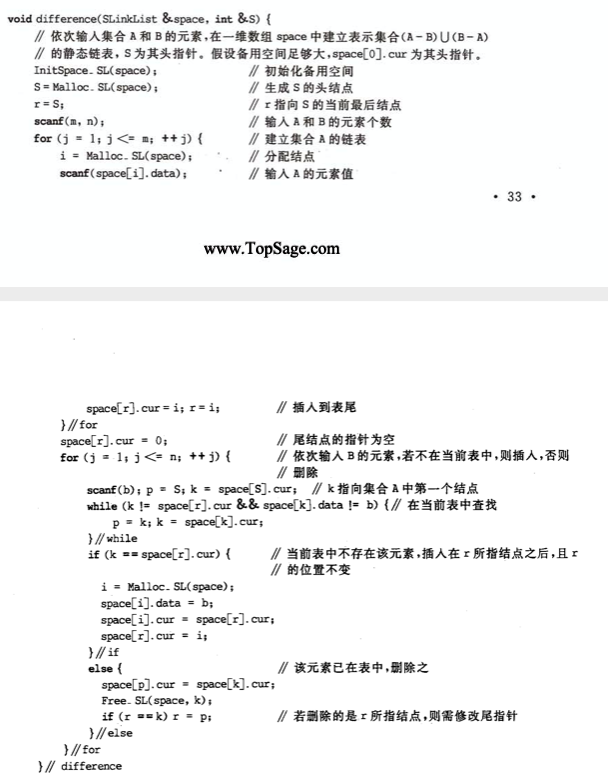 void difference(SLinkList &space, int &S) {
// 依次输入集合 A 和 B 的元素,在一维数组 space 中建立表示集合(A-B)∪(B-A)
// 的静态链表, S 为其头指针。假设备用空间足够大,space[0].cur 为其头指针。
InitSpace_SL(space); // 初始化备用空间
S = Malloc_SL(space); // 生成 S 的头结点
r = S; // r 指向 S 的当前最后结点
scanf(m, n); // 输入 A 和 B 的元素个数
for (j = 1; j <= m; ++j) { // 建立集合 A 的链表
i = Malloc_SL(space); // 分配结点
scanf(space[i].data); // 输入 A 的元素值
• 33 •
www.TopSage.com
space[r].cur = i; r = i; // 插入到表尾
}//for
space[r].cur = 0; // 尾结点的指针为空
for (j = 1; j <= n; ++j) { // 依次输入 B 的元素,若不在当前表中,则插入,否则
// 删除
scanf(b); p = S; k = space[S].cur; // k 指向集合 A 中第一个结点
while (k != space[r].cur && space[k].data != b) {// 在当前表中查找
p = k; k = space[k].cur;
}//while
if (k == space[r].cur) { // 当前表中不存在该元素,插入在 r 所指结点之后,且 r
// 的位置不变
i = Malloc_SL(space);
space[i].data = b;
space[i].cur = space[r].cur;
space[r].cur = i;
}//if
else { // 该元素已在表中,删除之
space[p].cur = space[k].cur;
Free_SL(space, k);
if (r == k) r = p; // 若删除的是 r 所指结点,则需修改尾指针
}//else
}//for
}// difference